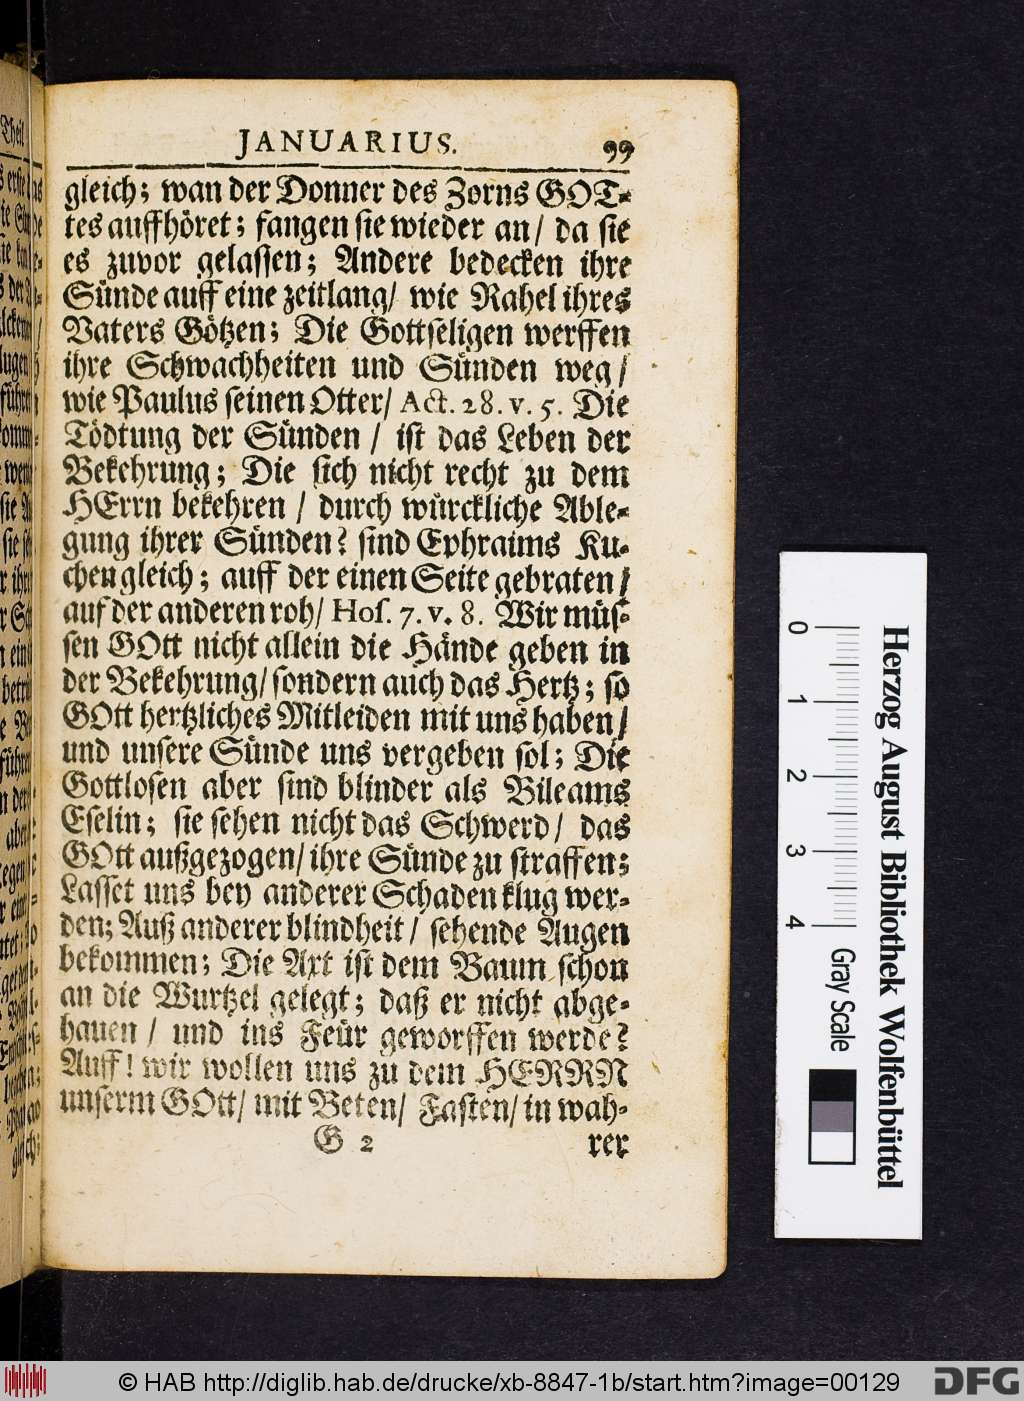 JANUARIUS. 99
gleich; wan der Donner des Zorns GOT-
tes auffhöret; fangen sie wieder an/ da sie
es zuvor gelassen; Andere bedecken ihre
Sünde auff eine zeitlang/ wie Rahel ihres
Vaters Götzen; Die Gottseligen werffen
ihre Schwachheiten und Sünden weg/
wie Paulus seinen Otter/ Act. 28. v. 5. Die
Tödtung der Sünden / ist das Leben der
Bekehrung; Die sich nicht recht zu dem
HErrn bekehren / durch würckliche Able-
gung ihrer Sünden? sind Ephraims Ku-
chen gleich; auff der einen Seite gebraten/
auf der anderen roh/ Hos. 7. v. 8. Wir müs-
sen GOtt nicht allein die Hände geben in
der Bekehrung/ sondern auch das Hertz; so
GOtt hertzliches Mitleiden mit uns haben/
und unsere Sünde uns vergeben sol; Die
Gottlosen aber sind blinder als Bileams
Eselin; sie sehen nicht das Schwerd/ das
GOtt außgezogen/ ihre Sünde zu straffen;
Lasset uns bey anderer Schaden klug wer-
den; Auß anderer blindheit/ sehende Augen
bekommen; Die Axt ist dem Baum schon
an die Wurtzel gelegt; daß er nicht abge-
hauen / und ins Feür geworffen werde?
Auff! wir wollen uns zu dem HERRN
unserm GOtt/ mit Beten/ Fasten/ in wah-
G 2 rer
Herzog August Bibliothek Wolfenbüttel
0 1 2 3 4 Gray Scale
© HAB http://diglib.hab.de/drucke/xb-8847-1b/start.htm?image=00129
DFG